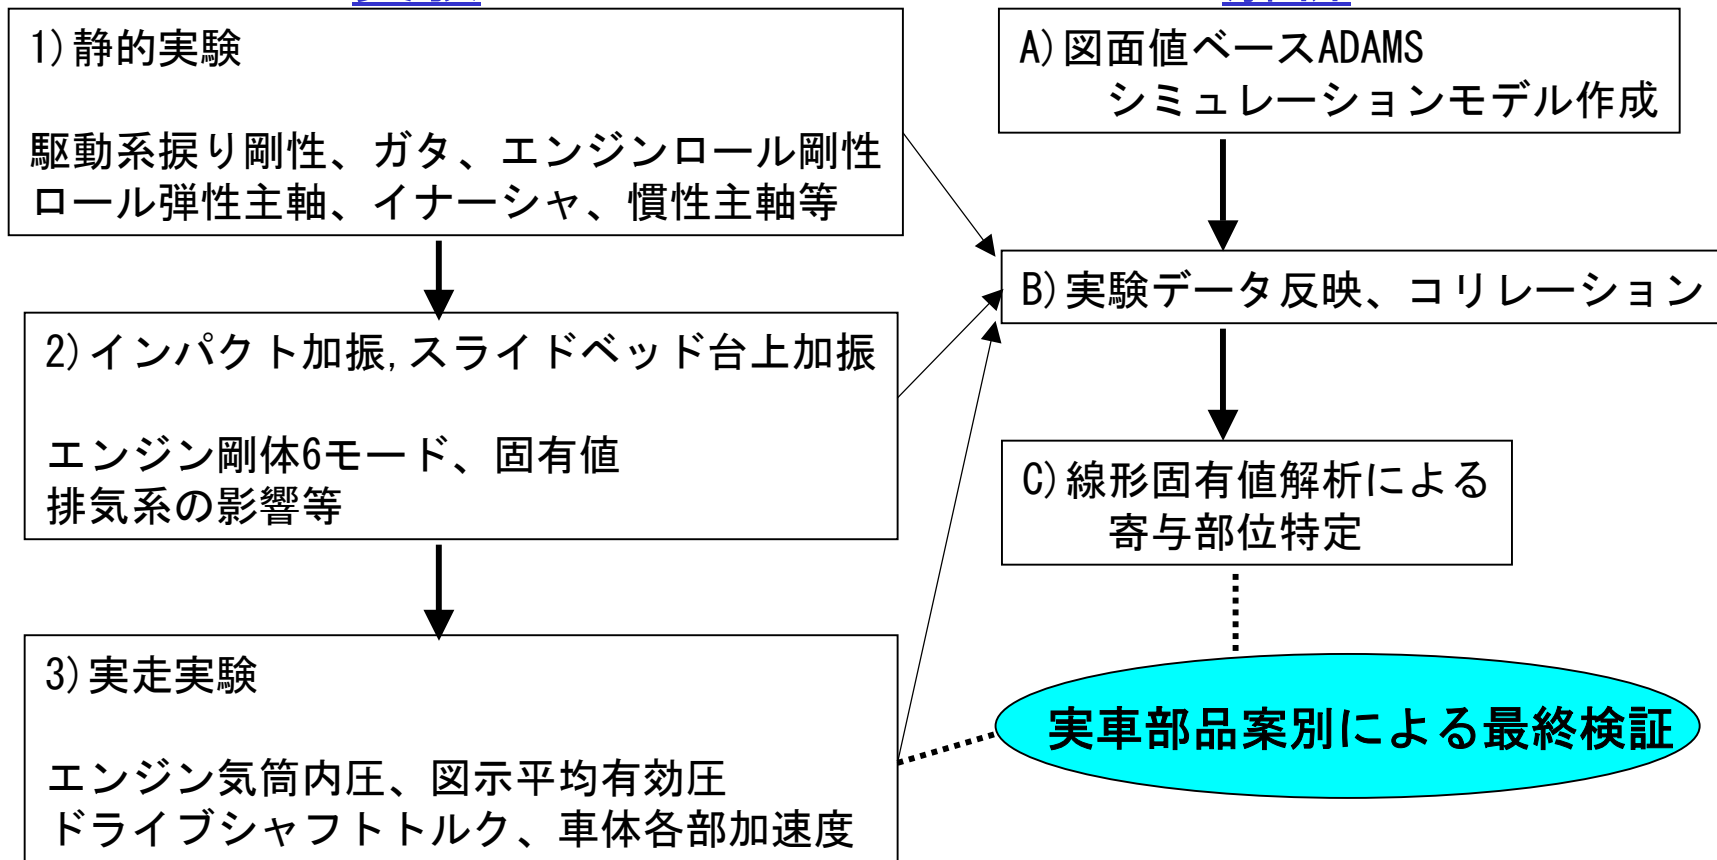 1)静的実験
駆動系捩り剛性、ガタ、エンジンロール剛性
ロール弾性主軸、イナーシャ、慣性主軸等
2)インパクト加振,スライドベッド台上加振
エンジン剛体6モード、固有値
排気系の影響等
3)実走実験
エンジン気筒内圧、図示平均有効圧
ドライブシャフトトルク、車体各部加速度
A)図面値ベースADAMS
シミュレーションモデル作成
B)実験データ反映、コリレーション
C)線形固有値解析による
寄与部位特定
実車部品案別による最終検証